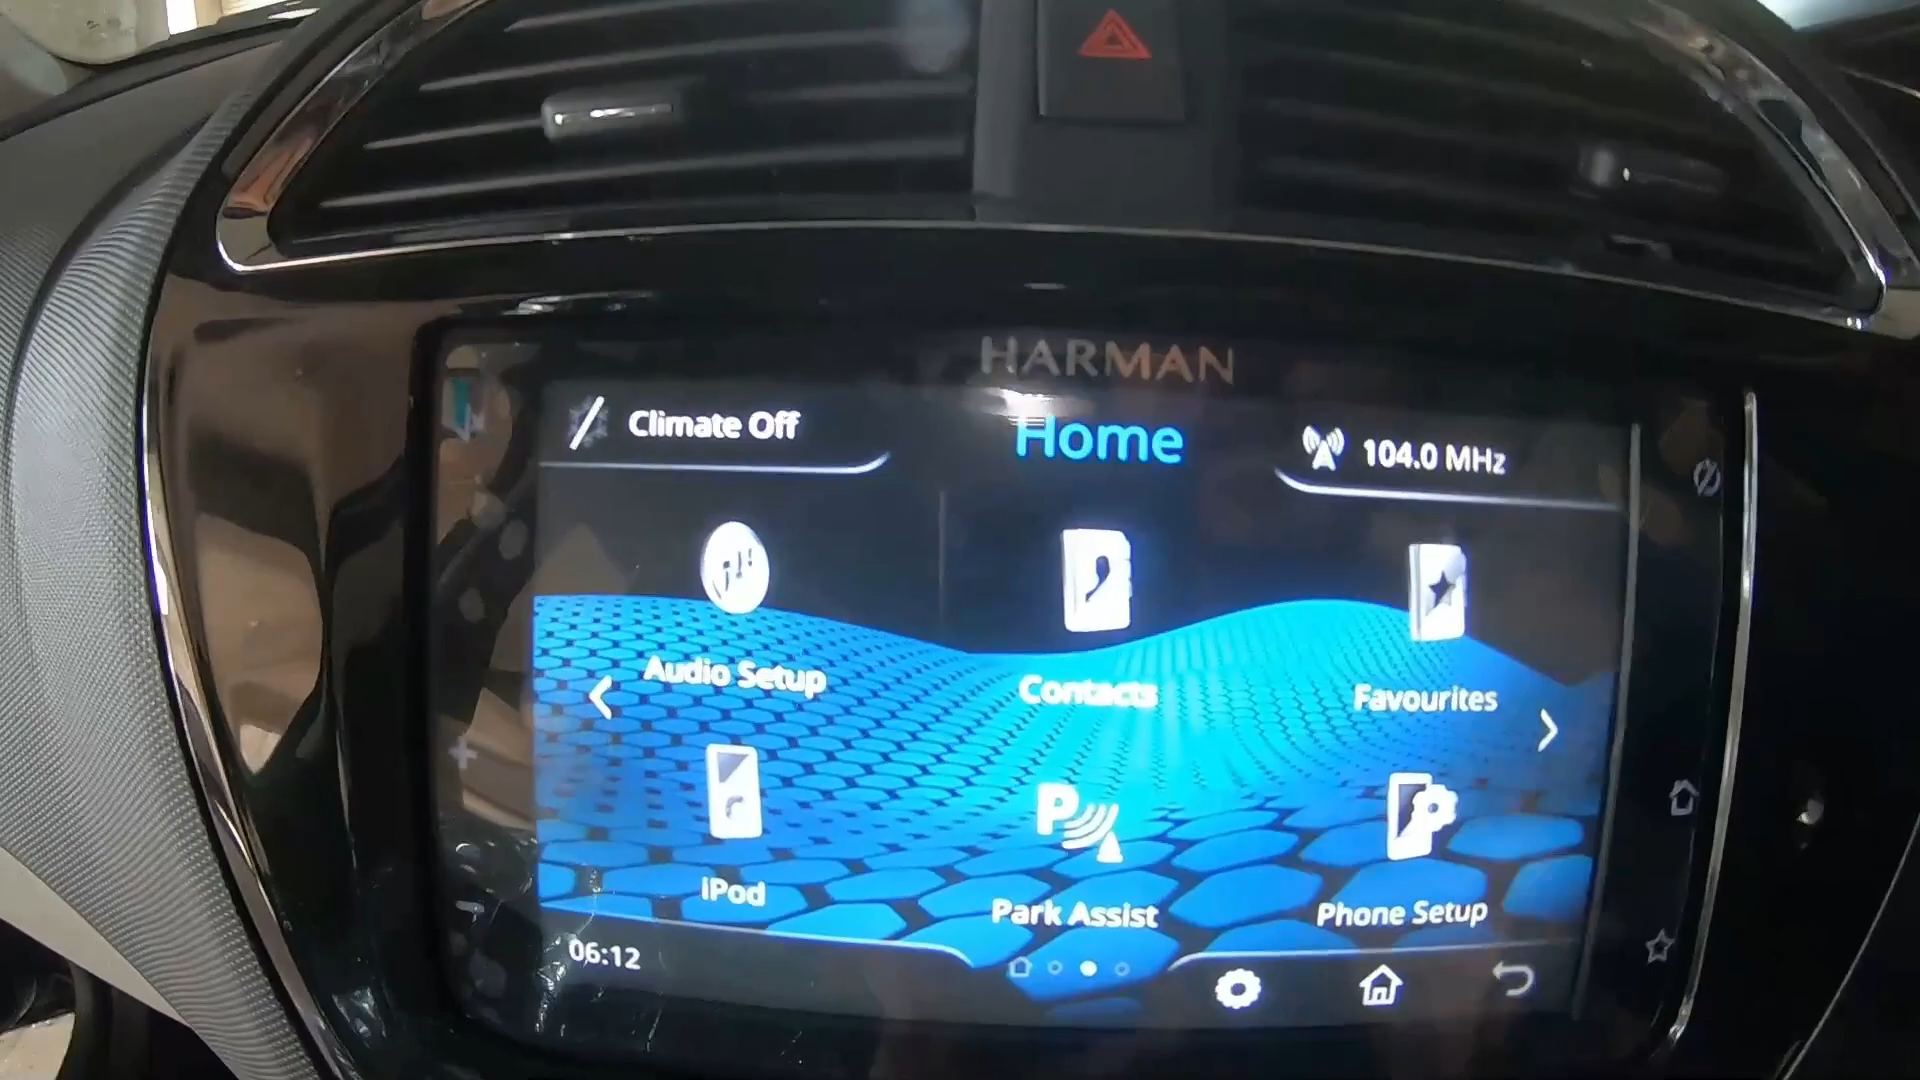 HARMAN
Climate Off
Home
104.0 MHz
Audio Setup
Contacts
Favourites
iPod
Park Assist
Phone Setup
06:12